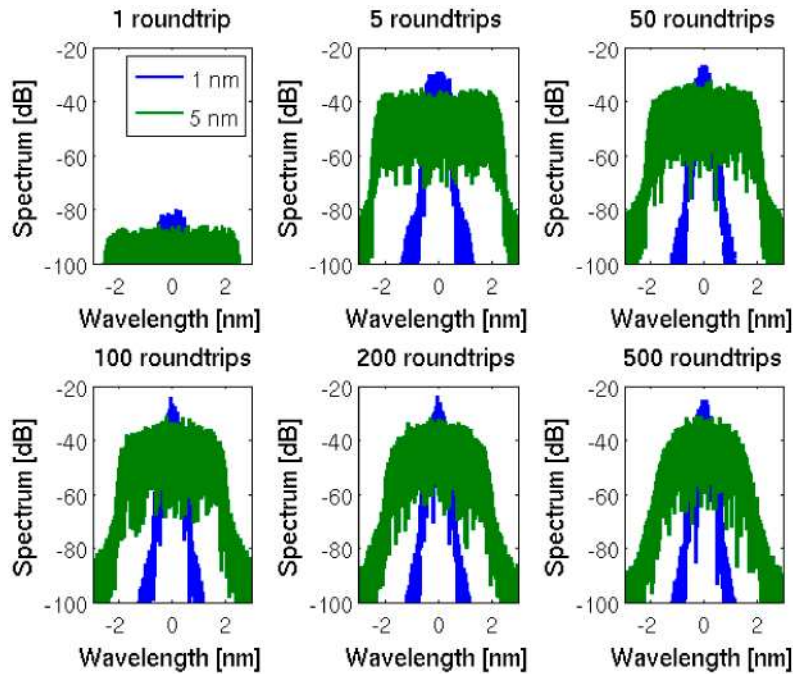 1 roundtrip 5 roundtrips 50 roundtrips
-20 -20 -20
1 nm
5 nm
-40 -40 -40
-60 -60 -60
-80 -80 -80
-100 -100 -100
Spectrum [dB] Spectrum [dB] Spectrum [dB]
-2 0 2 -2 0 2 -2 0 2
Wavelength [nm] Wavelength [nm] Wavelength [nm]
100 roundtrips 200 roundtrips 500 roundtrips
-20 -20 -20
-40 -40 -40
-60 -60 -60
-80 -80 -80
-100 -100 -100
Spectrum [dB] Spectrum [dB] Spectrum [dB]
-2 0 2 -2 0 2 -2 0 2
Wavelength [nm] Wavelength [nm] Wavelength [nm]